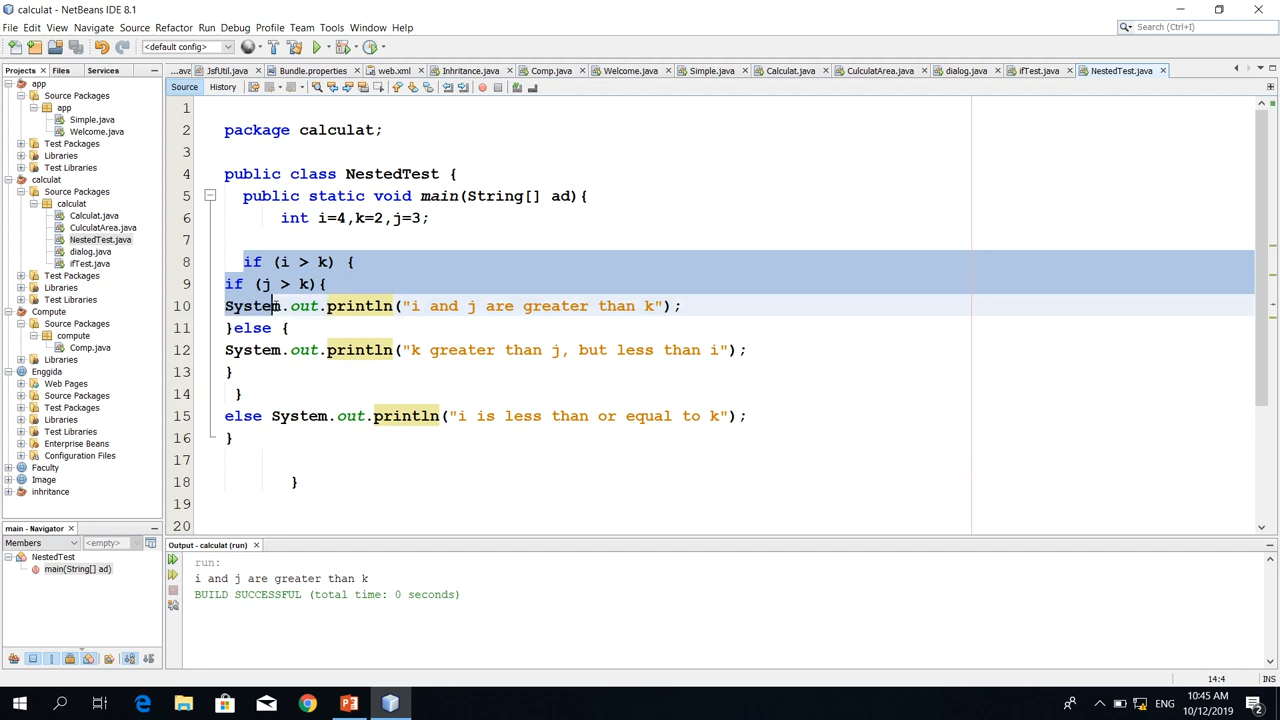 calculat - NetBeans IDE 8.1
File Edit View Navigate Source Refactor Run Debug Profile Team Tools Window Help
Search (Ctrl+I)
<default config>
Projects Files Services
...ava JsfUtil.java Bundle.properties web.xml Inhritance.java Comp.java Welcome.java Simple.java Calculat.java CulculatArea.java dialog.java ifTest.java NestedTest.java
Source History
app
Source Packages
app
Simple.java
Welcome.java
Test Packages
Libraries
Test Libraries
calculat
Source Packages
calculat
Calculat.java
CulculatArea.java
NestedTest.java
dialog.java
ifTest.java
Test Packages
Libraries
Test Libraries
Compute
Source Packages
compute
Comp.java
Libraries
Enggida
Web Pages
Source Packages
Test Packages
Libraries
Test Libraries
Enterprise Beans
Configuration Files
Faculty
Image
inhritance
1
2 package calculat;
3
4 public class NestedTest {
5 public static void main(String[] ad){
6 int i=4,k=2,j=3;
7
8 if (i > k) {
9 if (j > k){
10 System.out.println("i and j are greater than k");
11 }else {
12 System.out.println("k greater than j, but less than i");
13 }
14 }
15 else System.out.println("i is less than or equal to k");
16 }
17
18 }
19
20
main - Navigator
Members <empty>
NestedTest
main(String[] ad)
Output - calculat (run)
run:
i and j are greater than k
BUILD SUCCESSFUL (total time: 0 seconds)
14:4 INS
ENG
10:45 AM
10/12/2019
2